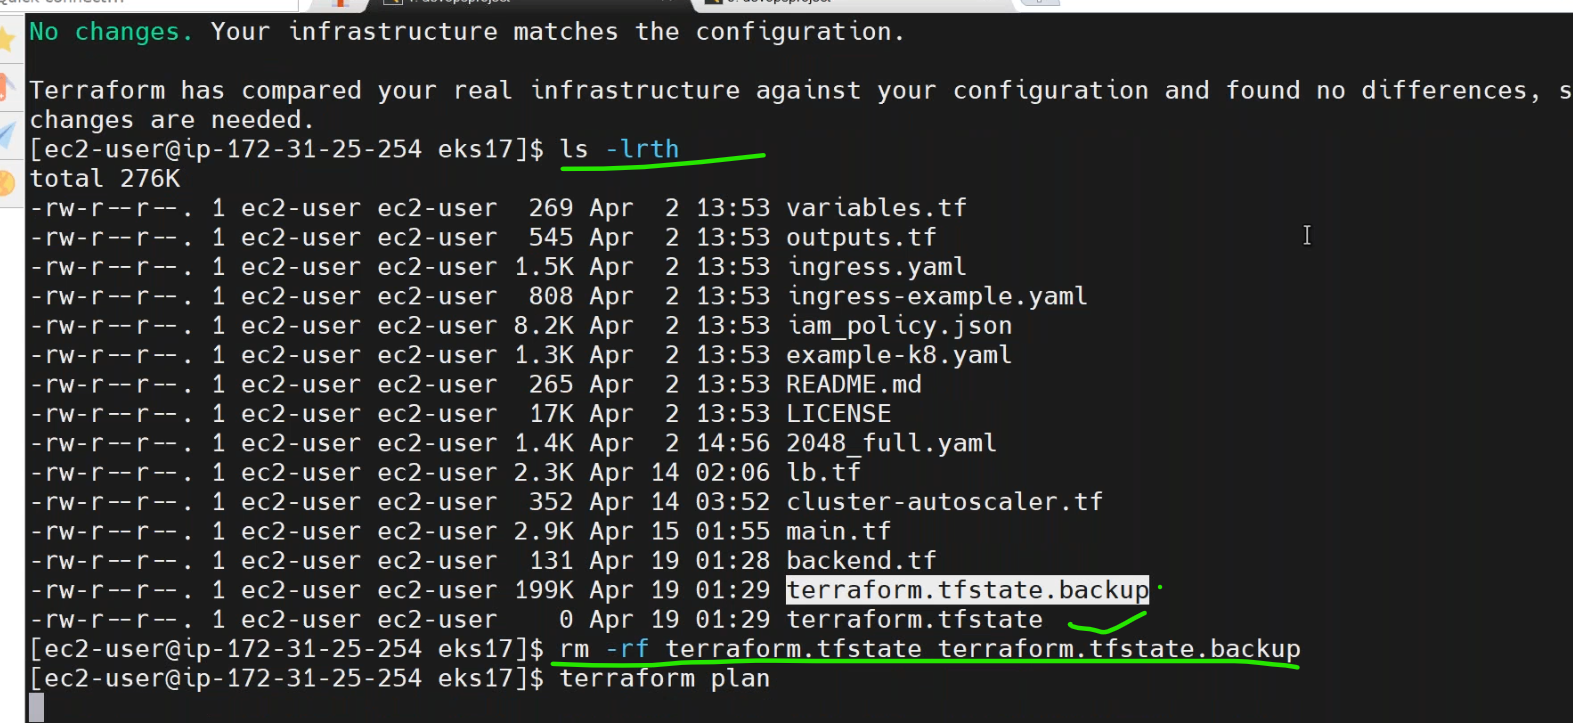 No changes. Your infrastructure matches the configuration.
Terraform has compared your real infrastructure against your configuration and found no differences, s
changes are needed.
[ec2-user@ip-172-31-25-254 eks17]$ ls -lrth
total 276K
-rw-r--r--. 1 ec2-user ec2-user  269 Apr  2 13:53 variables.tf
-rw-r--r--. 1 ec2-user ec2-user  545 Apr  2 13:53 outputs.tf
-rw-r--r--. 1 ec2-user ec2-user 1.5K Apr  2 13:53 ingress.yaml
-rw-r--r--. 1 ec2-user ec2-user  808 Apr  2 13:53 ingress-example.yaml
-rw-r--r--. 1 ec2-user ec2-user 8.2K Apr  2 13:53 iam_policy.json
-rw-r--r--. 1 ec2-user ec2-user 1.3K Apr  2 13:53 example-k8.yaml
-rw-r--r--. 1 ec2-user ec2-user  265 Apr  2 13:53 README.md
-rw-r--r--. 1 ec2-user ec2-user  17K Apr  2 13:53 LICENSE
-rw-r--r--. 1 ec2-user ec2-user 1.4K Apr  2 14:56 2048_full.yaml
-rw-r--r--. 1 ec2-user ec2-user 2.3K Apr 14 02:06 lb.tf
-rw-r--r--. 1 ec2-user ec2-user  352 Apr 14 03:52 cluster-autoscaler.tf
-rw-r--r--. 1 ec2-user ec2-user 2.9K Apr 15 01:55 main.tf
-rw-r--r--. 1 ec2-user ec2-user  131 Apr 19 01:28 backend.tf
-rw-r--r--. 1 ec2-user ec2-user 199K Apr 19 01:29 terraform.tfstate.backup
-rw-r--r--. 1 ec2-user ec2-user    0 Apr 19 01:29 terraform.tfstate
[ec2-user@ip-172-31-25-254 eks17]$ rm -rf terraform.tfstate terraform.tfstate.backup
[ec2-user@ip-172-31-25-254 eks17]$ terraform plan